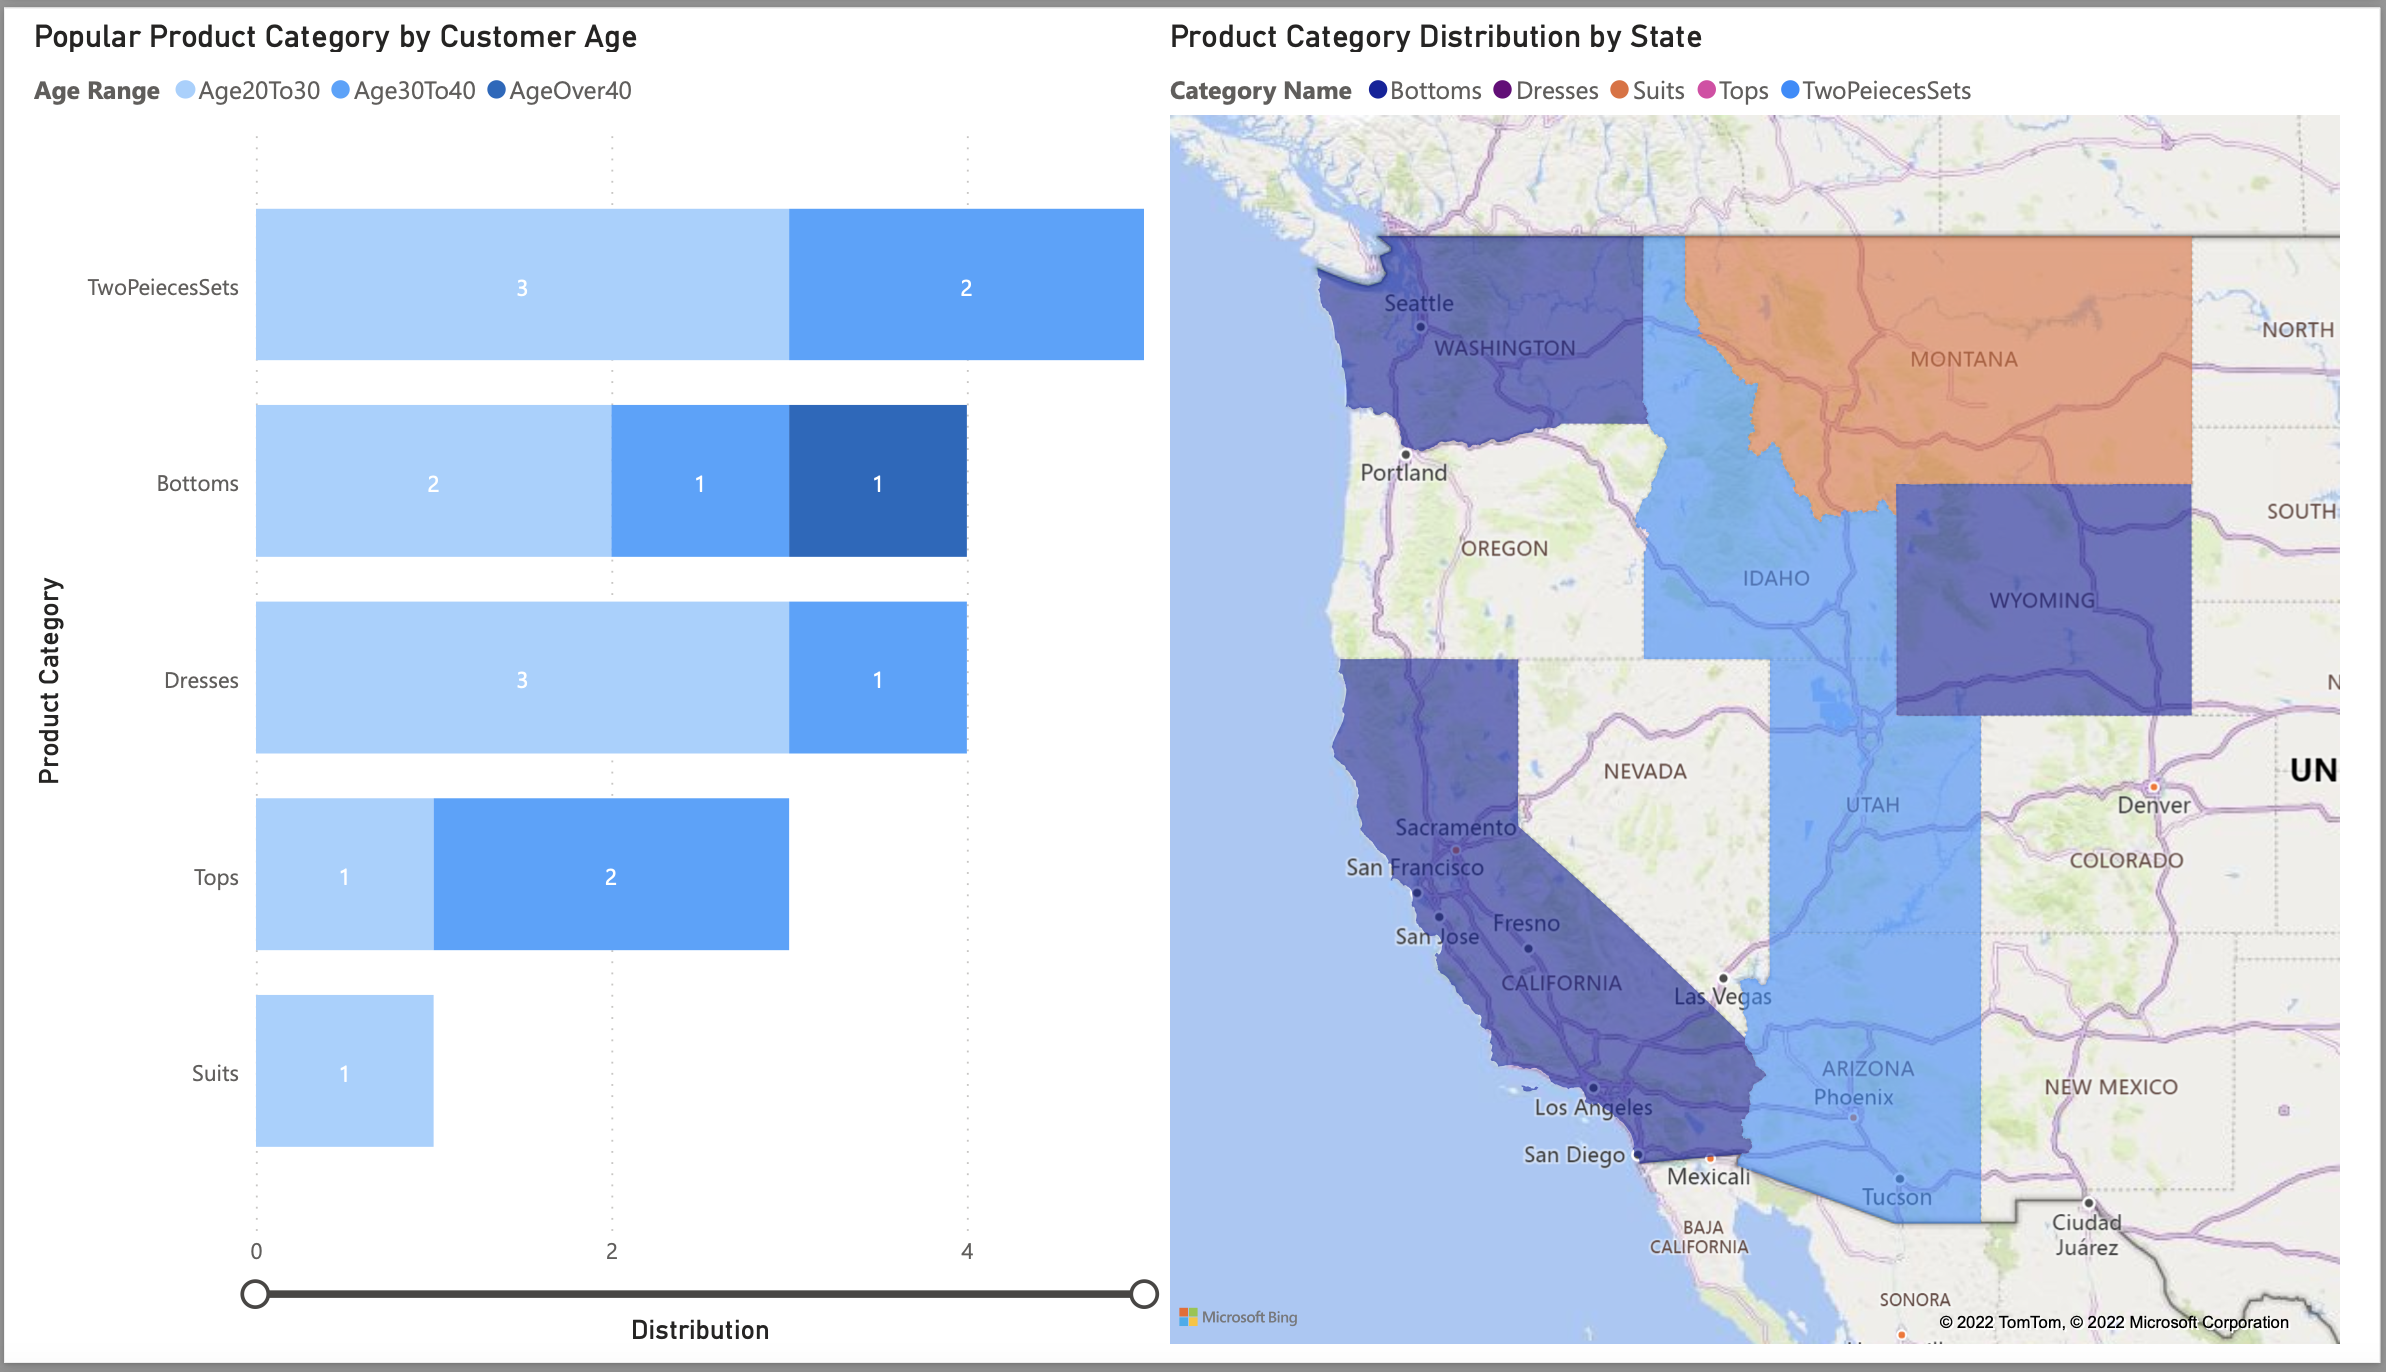 Popular Product Category by Customer Age
Age Range Age20To30 Age30To40 AgeOver40
Product Category
TwoPeiecesSets
3
2
Bottoms
2
1
1
Dresses
3
1
Tops
1
2
Suits
1
0
2
4
Distribution
Product Category Distribution by State
Category Name Bottoms Dresses Suits Tops TwoPeiecesSets
Seattle
WASHINGTON
MONTANA
NORTH
Portland
SOUTH
OREGON
IDAHO
WYOMING
N
NEVADA
UN
UTAH
Denver
Sacramento
COLORADO
San Francisco
Fresno
San Jose
CALIFORNIA
Las Vegas
ARIZONA
Phoenix
NEW MEXICO
Los Angeles
San Diego
Mexicali
Tucson
Ciudad
Juárez
BAJA
CALIFORNIA
SONORA
Microsoft Bing
© 2022 TomTom, © 2022 Microsoft Corporation